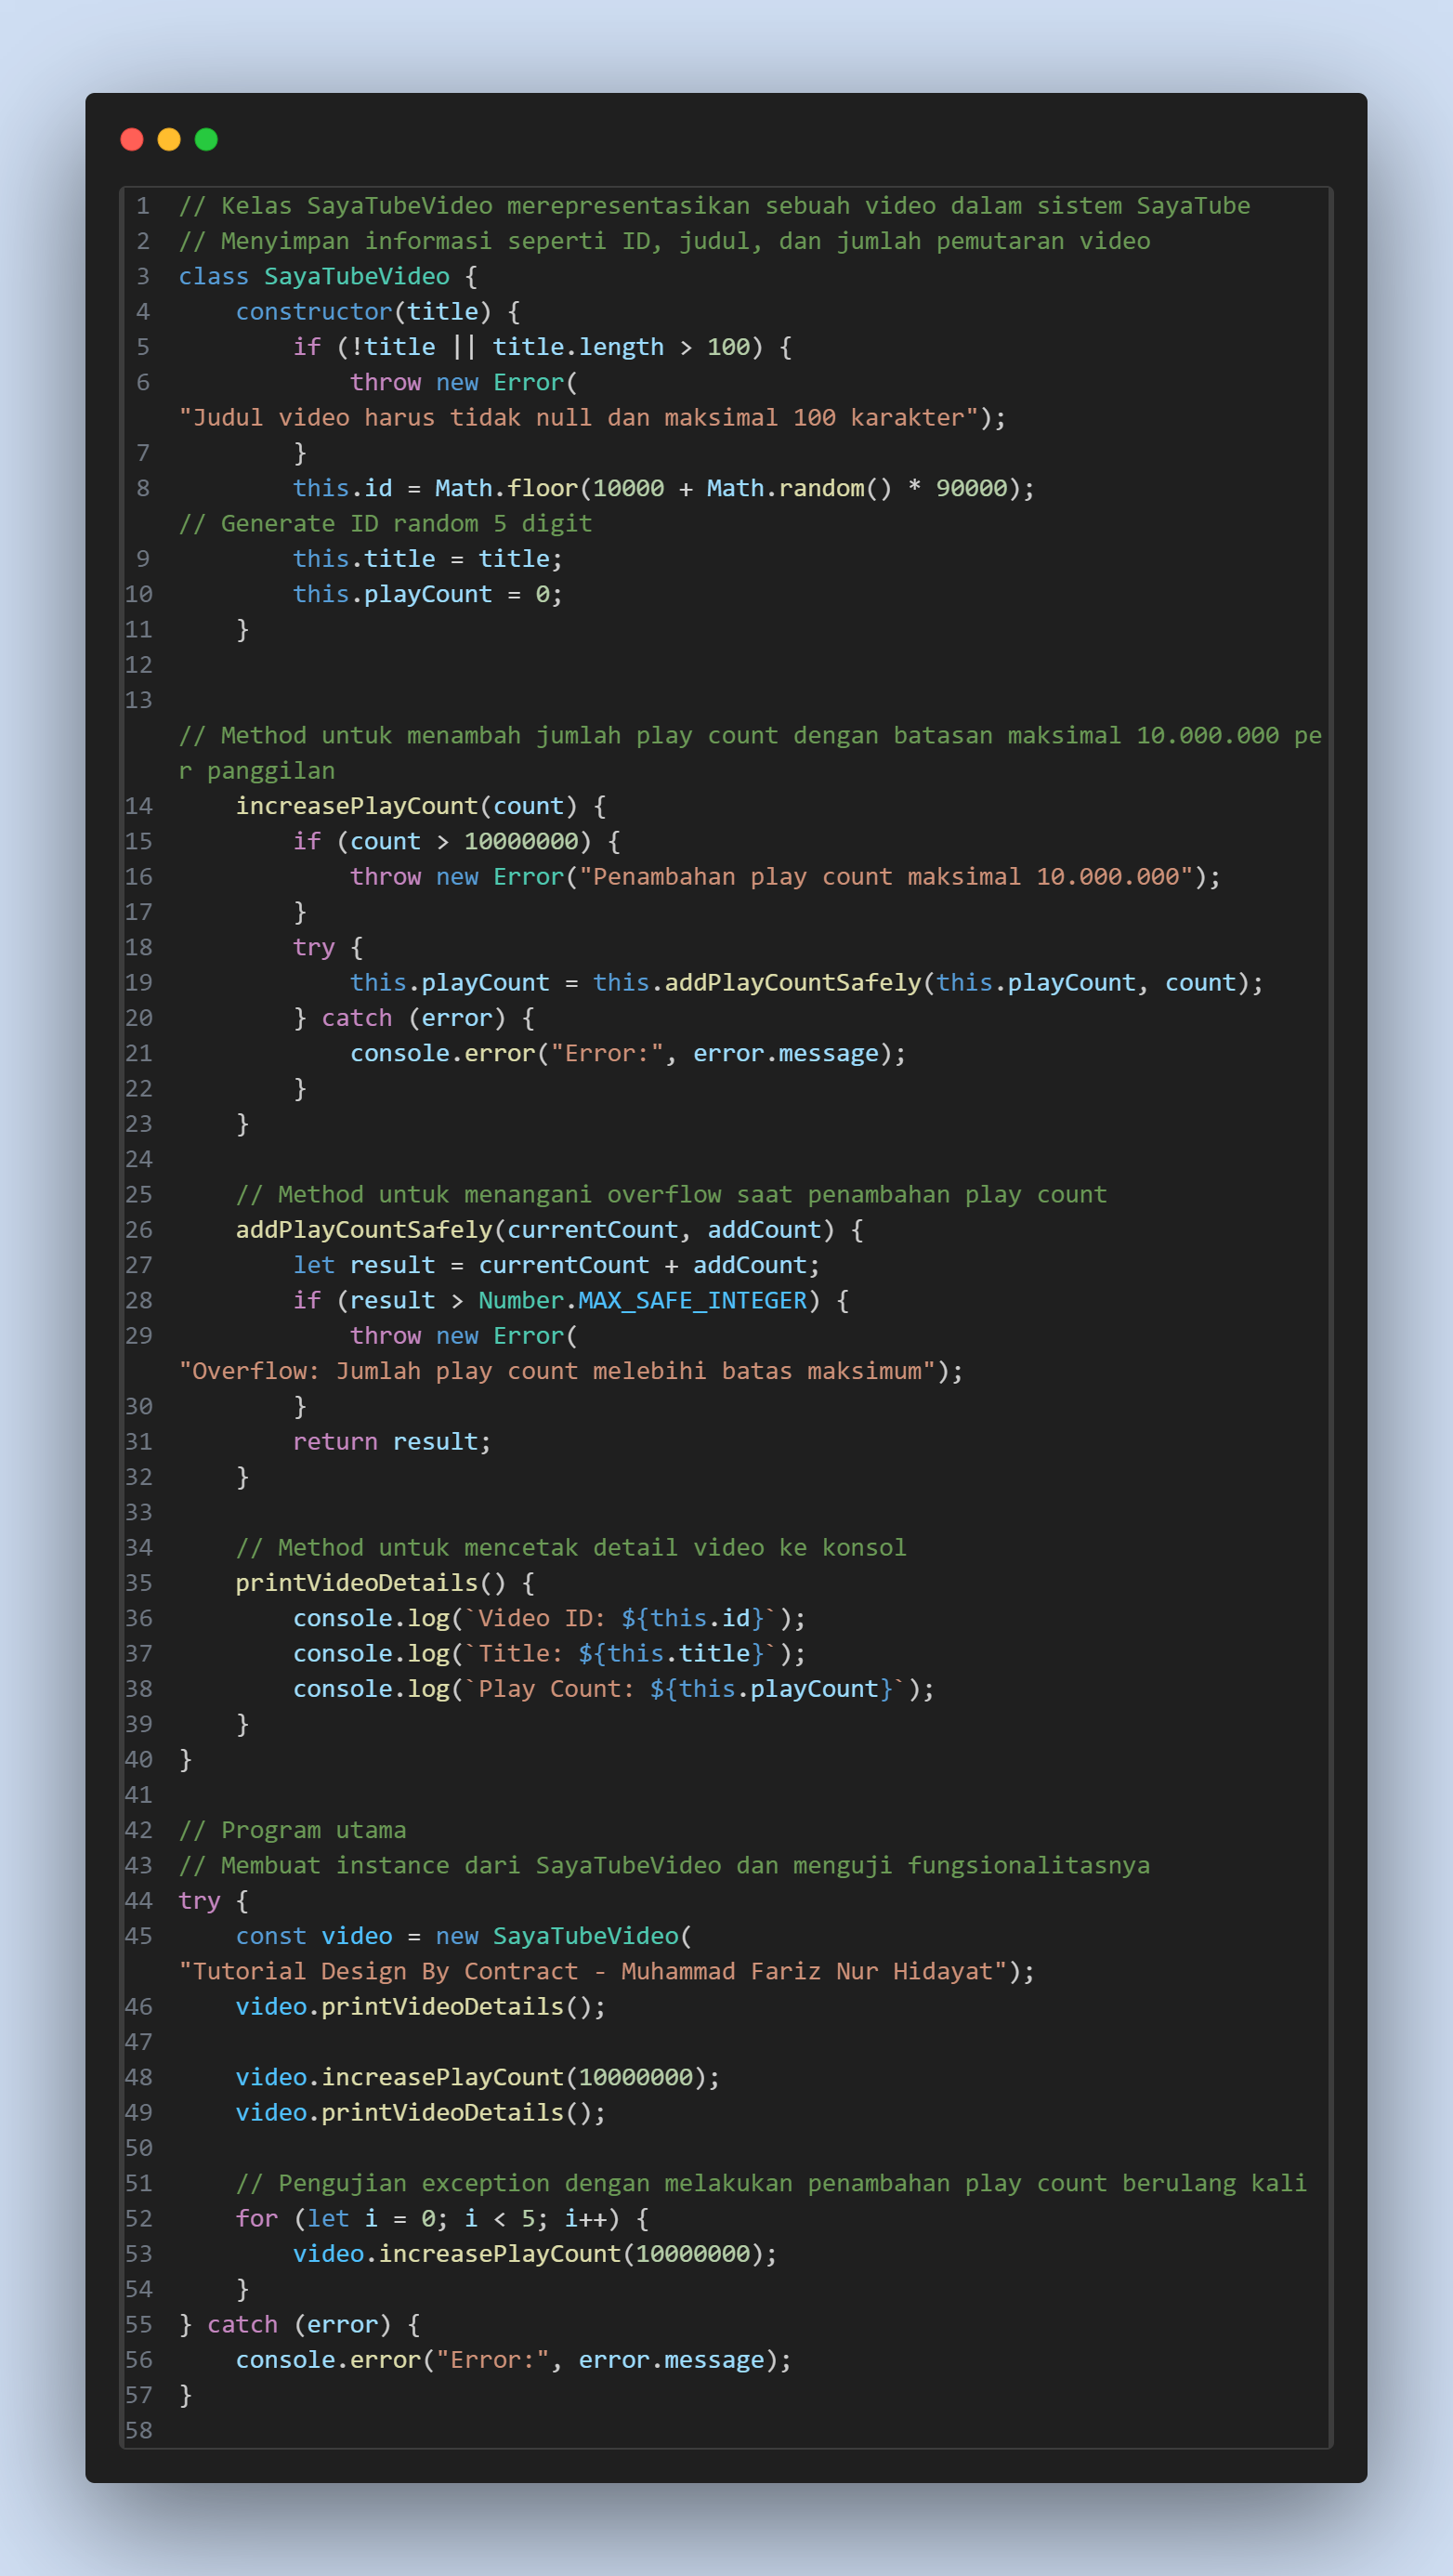 1 // Kelas SayaTubeVideo merepresentasikan sebuah video dalam sistem SayaTube
2 // Menyimpan informasi seperti ID, judul, dan jumlah pemutaran video
3 class SayaTubeVideo {
4     constructor(title) {
5         if (!title || title.length > 100) {
6             throw new Error(
"Judul video harus tidak null dan maksimal 100 karakter");
7         }
8         this.id = Math.floor(10000 + Math.random() * 90000);
// Generate ID random 5 digit
9         this.title = title;
10         this.playCount = 0;
11     }
12
13
// Method untuk menambah jumlah play count dengan batasan maksimal 10.000.000 pe
r panggilan
14     increasePlayCount(count) {
15         if (count > 10000000) {
16             throw new Error("Penambahan play count maksimal 10.000.000");
17         }
18         try {
19             this.playCount = this.addPlayCountSafely(this.playCount, count);
20         } catch (error) {
21             console.error("Error:", error.message);
22         }
23     }
24
25     // Method untuk menangani overflow saat penambahan play count
26     addPlayCountSafely(currentCount, addCount) {
27         let result = currentCount + addCount;
28         if (result > Number.MAX_SAFE_INTEGER) {
29             throw new Error(
"Overflow: Jumlah play count melebihi batas maksimum");
30         }
31         return result;
32     }
33
34     // Method untuk mencetak detail video ke konsol
35     printVideoDetails() {
36         console.log(`Video ID: ${this.id}`);
37         console.log(`Title: ${this.title}`);
38         console.log(`Play Count: ${this.playCount}`);
39     }
40 }
41
42 // Program utama
43 // Membuat instance dari SayaTubeVideo dan menguji fungsionalitasnya
44 try {
45     const video = new SayaTubeVideo(
"Tutorial Design By Contract - Muhammad Fariz Nur Hidayat");
46     video.printVideoDetails();
47
48     video.increasePlayCount(10000000);
49     video.printVideoDetails();
50
51     // Pengujian exception dengan melakukan penambahan play count berulang kali
52     for (let i = 0; i < 5; i++) {
53         video.increasePlayCount(10000000);
54     }
55 } catch (error) {
56     console.error("Error:", error.message);
57 }
58